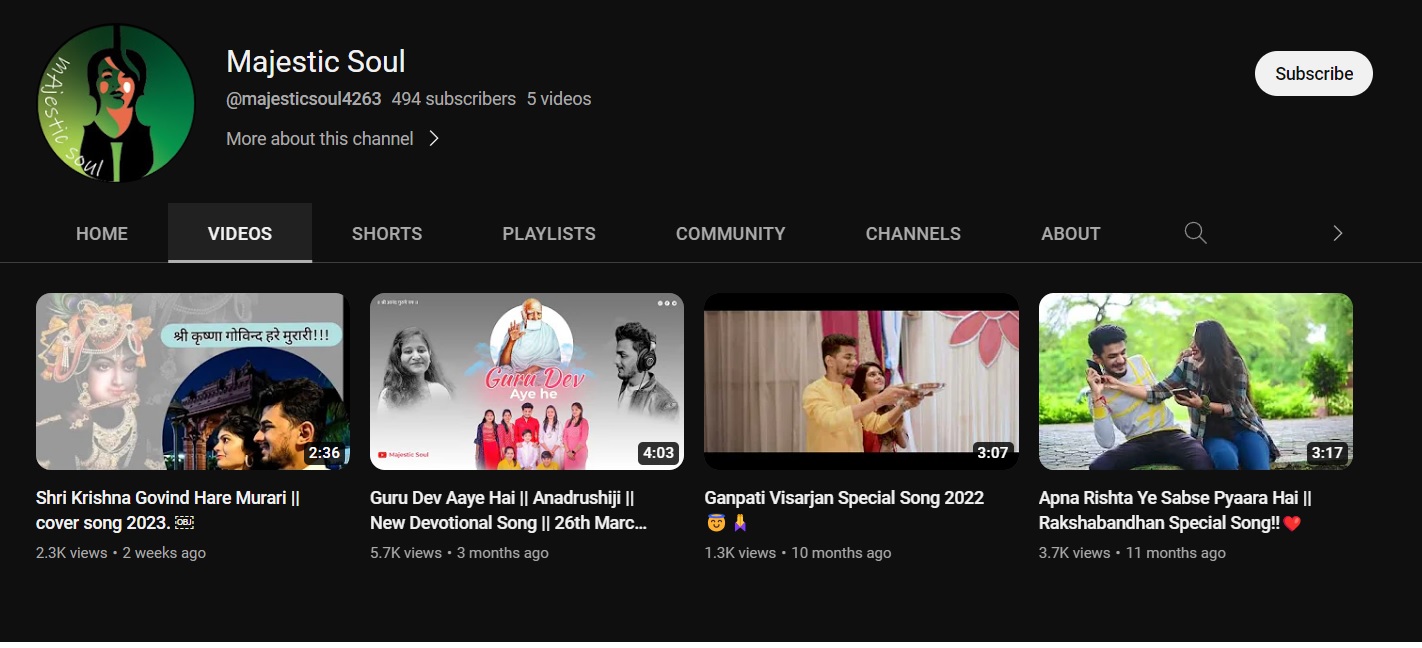 Majestic Soul
@majesticsoul4263 494 subscribers 5 videos
More about this channel
Subscribe
majestic soul
HOME VIDEOS SHORTS PLAYLISTS COMMUNITY CHANNELS ABOUT
श्री कृष्णा गोविन्द हरे मुरारी!!!
2:36
Guru Dev
Aye he
Majestic Soul
4:03
3:07
3:17
Shri Krishna Govind Hare Murari ||
cover song 2023. OBJ
2.3K views • 2 weeks ago
Guru Dev Aaye Hai || Anadrushiji ||
New Devotional Song || 26th Marc...
5.7K views • 3 months ago
Ganpati Visarjan Special Song 2022
😇🙏
1.3K views • 10 months ago
Apna Rishta Ye Sabse Pyaara Hai ||
Rakshabandhan Special Song!!❤️
3.7K views • 11 months ago